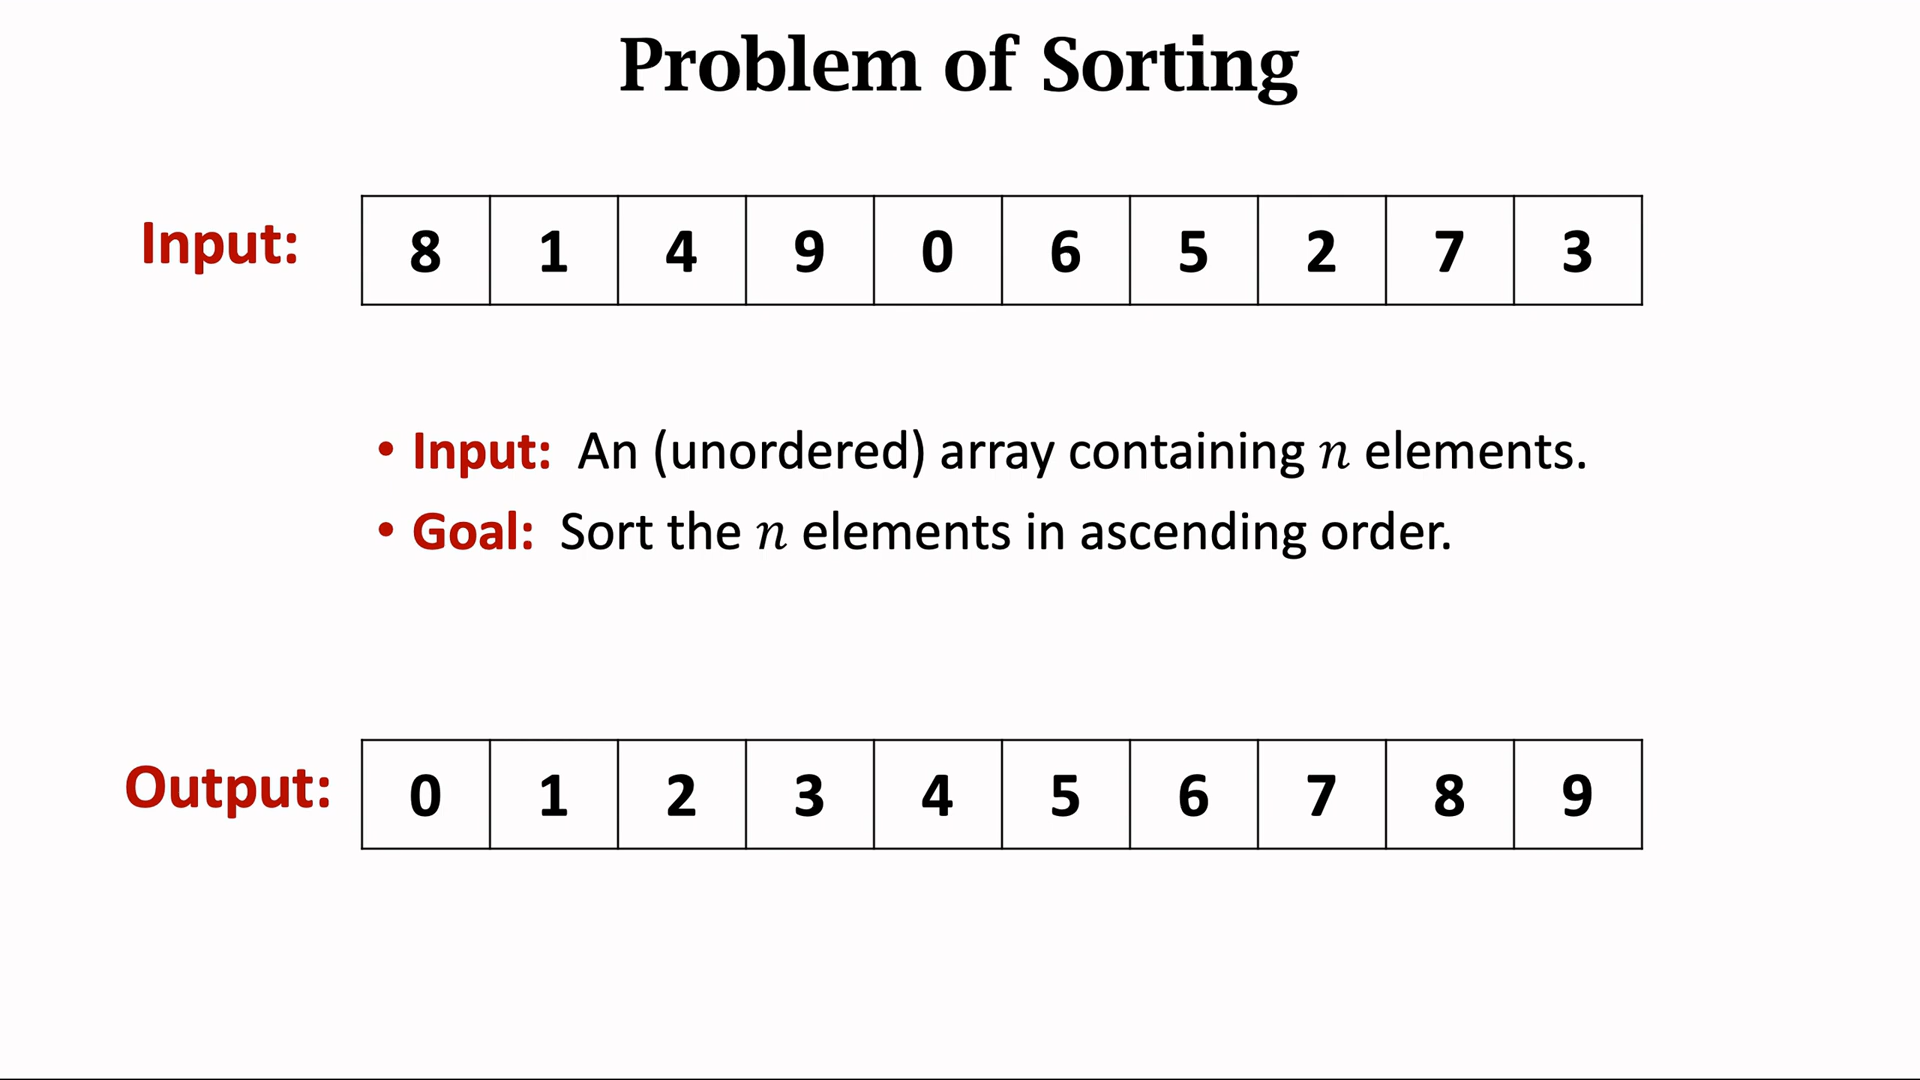 Problem of Sorting
Input: 8 1 4 9 0 6 5 2 7 3
• Input: An (unordered) array containing n elements.
• Goal: Sort the n elements in ascending order.
Output: 0 1 2 3 4 5 6 7 8 9